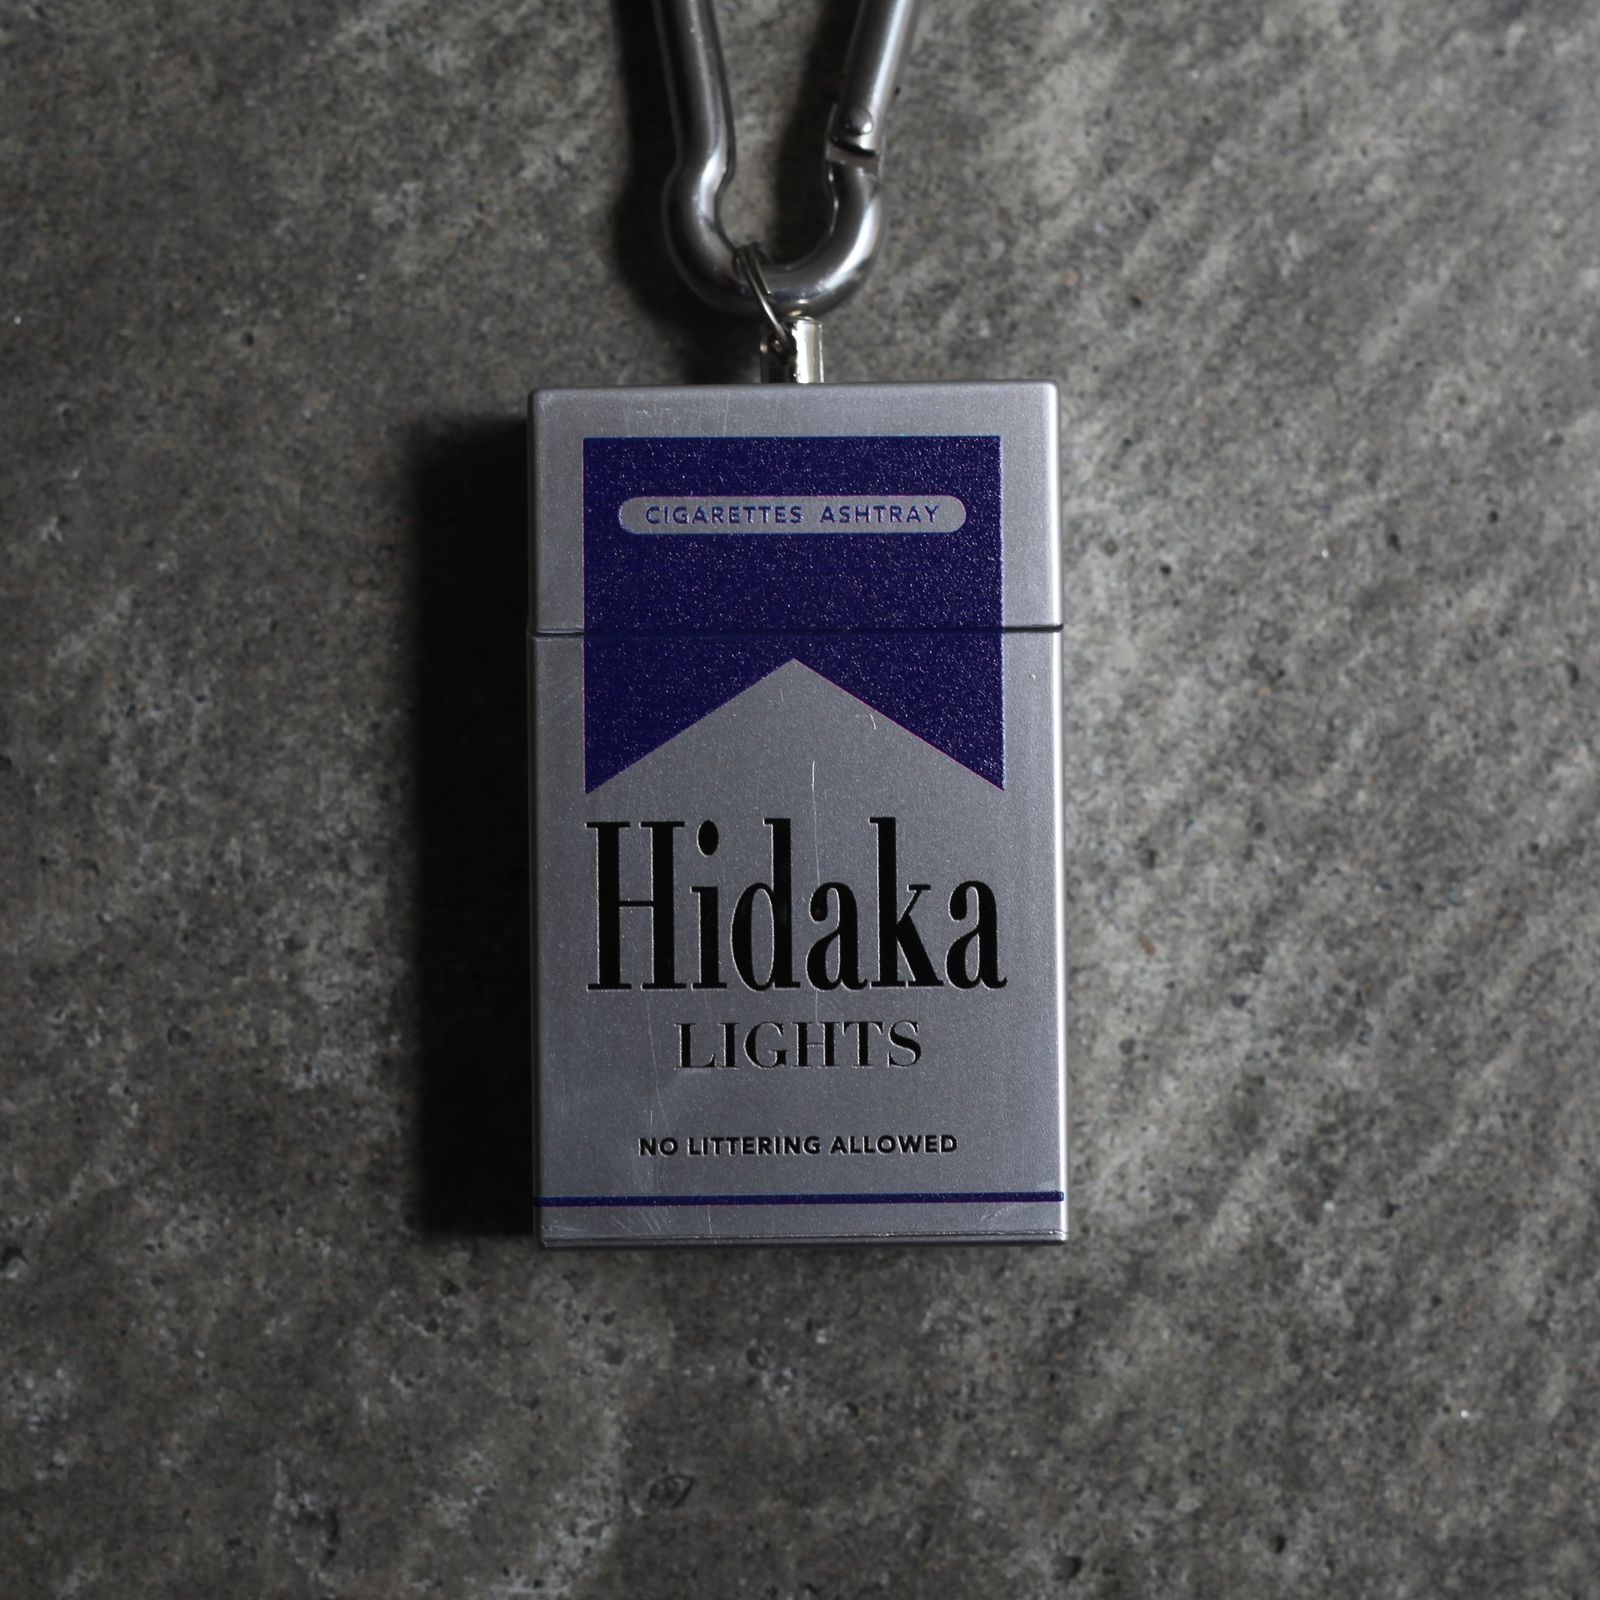 CIGARETTES ASHTRAY
Hidaka
LIGHTS
NO LITTERING ALLOWED